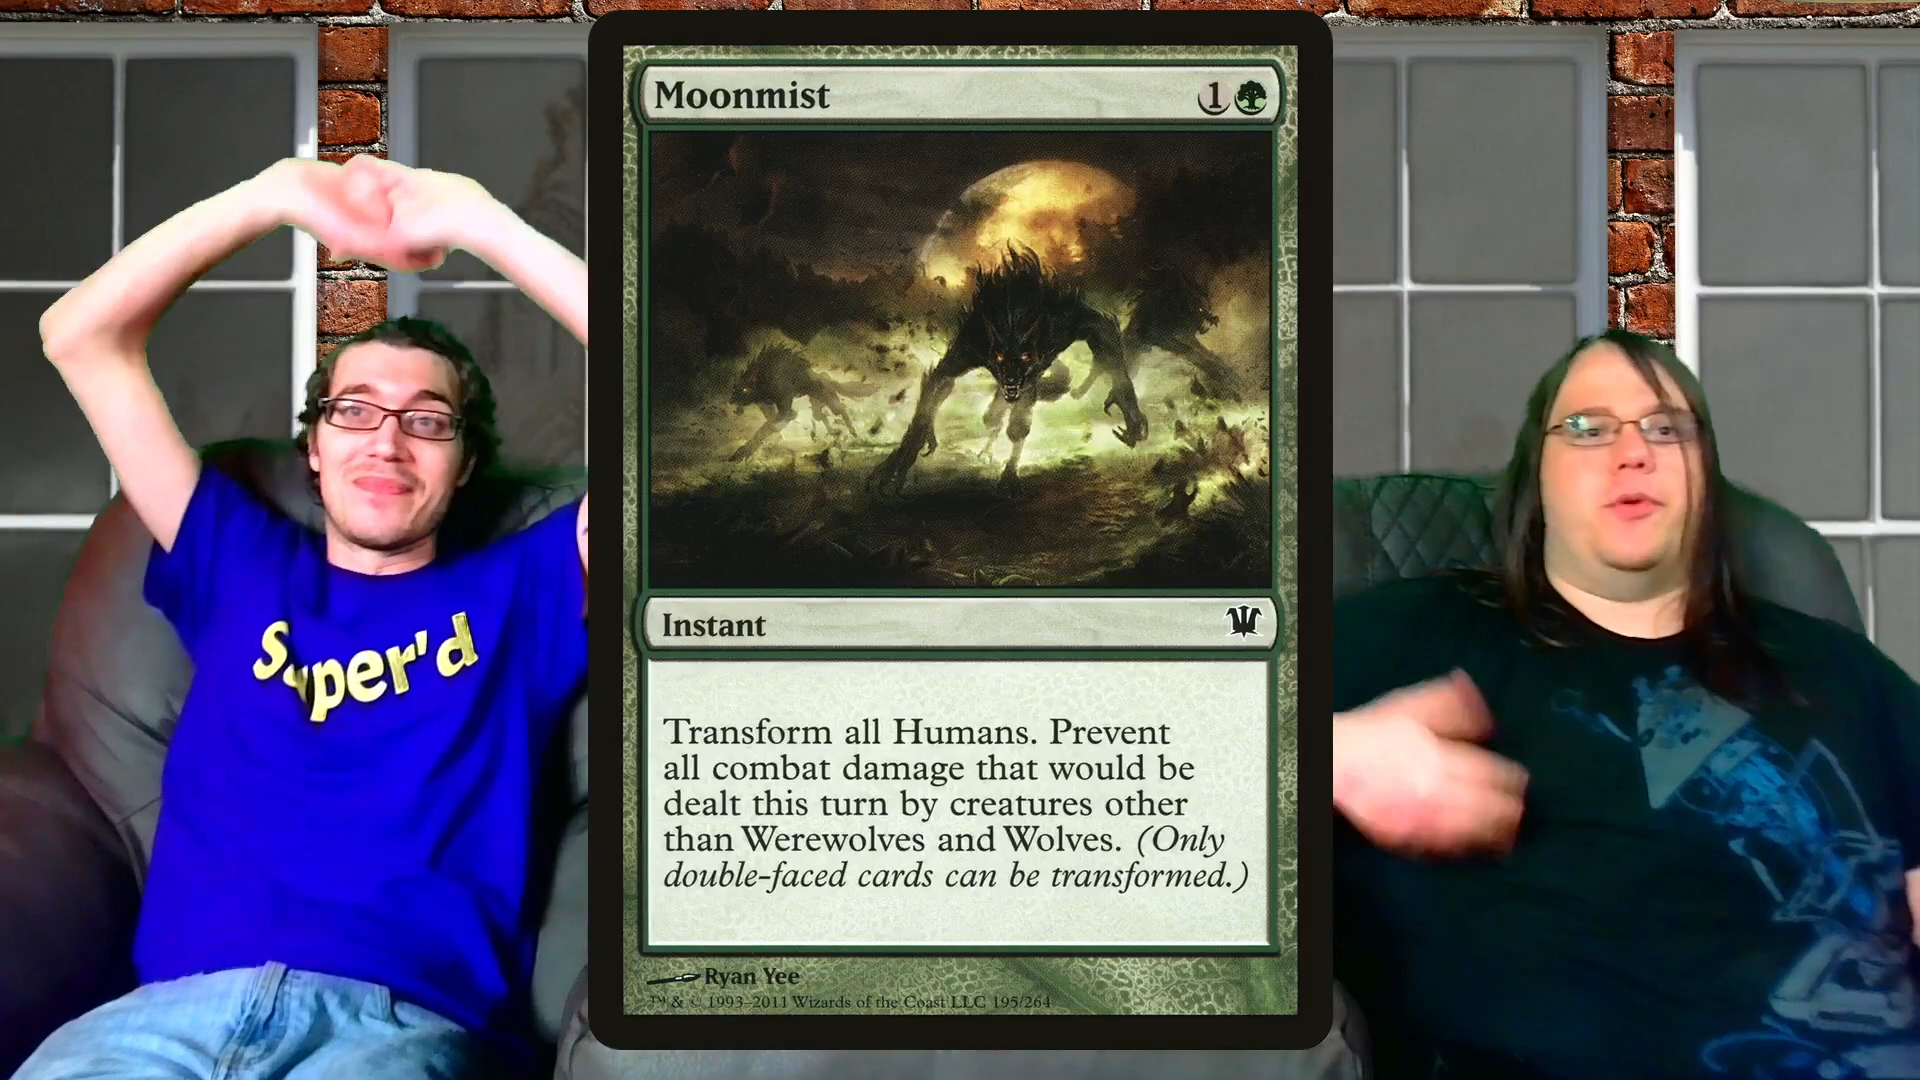 Moonmist 1
Super'd
Instant
Transform all Humans. Prevent
all combat damage that would be
dealt this turn by creatures other
than Werewolves and Wolves. (Only
double-faced cards can be transformed.)
Ryan Yee
™ & © 1993–2011 Wizards of the Coast LLC 195/264